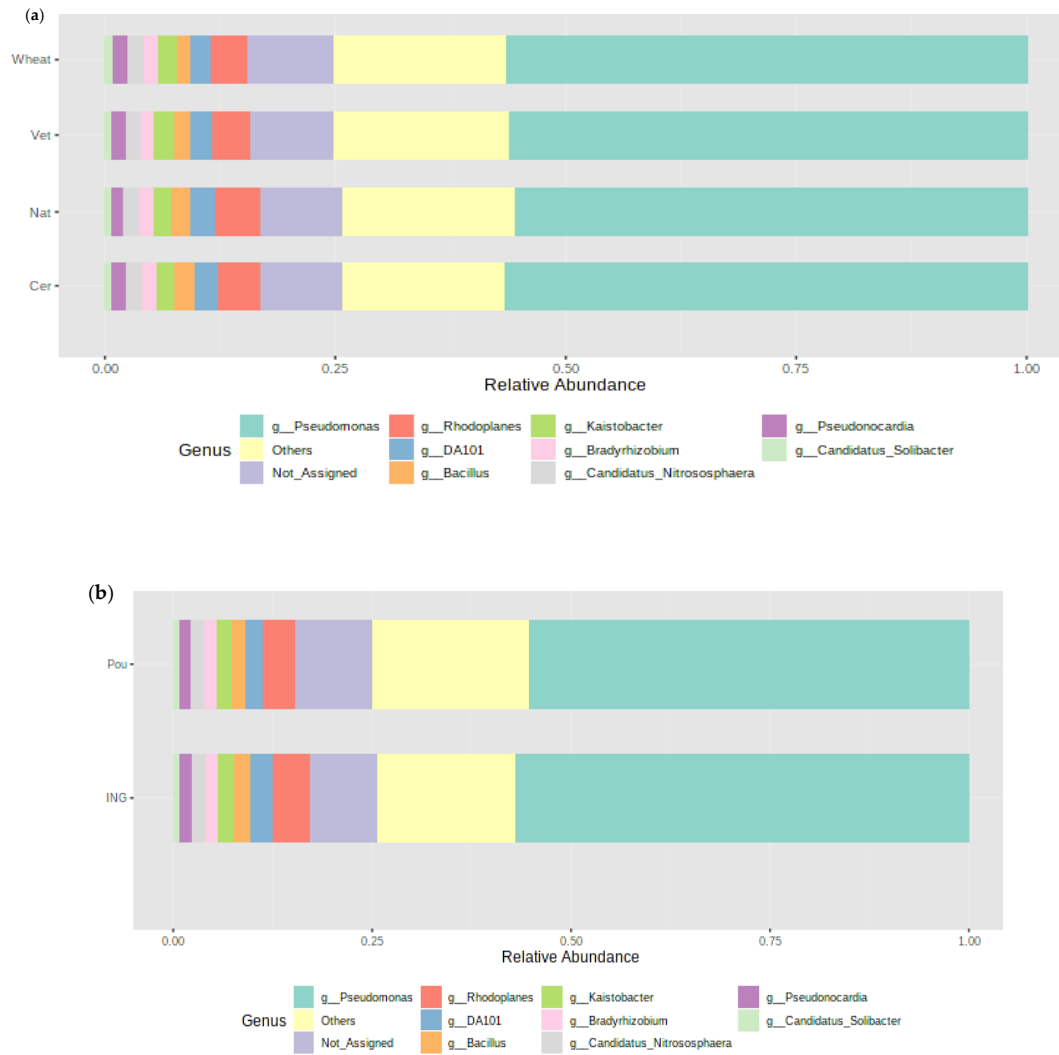 (a)
Wheat
Vet
Nat
Cer
0.00 0.25 0.50 0.75 1.00
Relative Abundance
Genus
g__Pseudomonas g__Rhodoplanes g__Kaistobacter g__Pseudonocardia
Others g__DA101 g__Bradyrhizobium g__Candidatus_Solibacter
Not_Assigned g__Bacillus g__Candidatus_Nitrososphaera
(b)
Pou
ING
0.00 0.25 0.50 0.75 1.00
Relative Abundance
Genus
g__Pseudomonas g__Rhodoplanes g__Kaistobacter g__Pseudonocardia
Others g__DA101 g__Bradyrhizobium g__Candidatus_Solibacter
Not_Assigned g__Bacillus g__Candidatus_Nitrososphaera